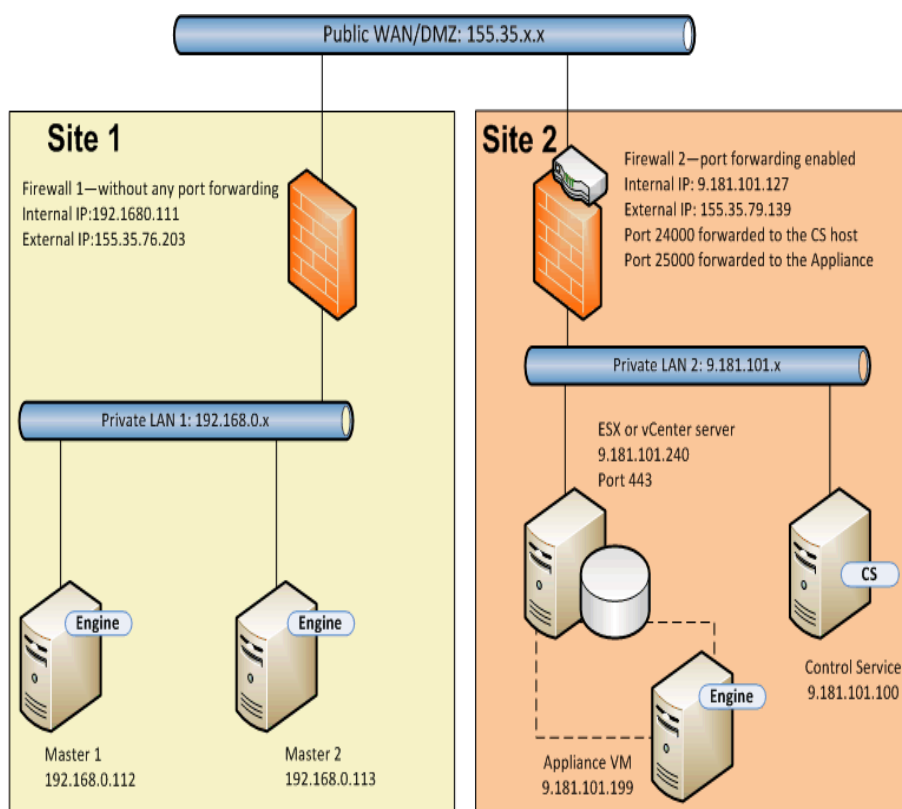 Public WAN/DMZ: 155.35.x.x
Site 1
Firewall 1—without any port forwarding
Internal IP:192.1680.111
External IP:155.35.76.203
Private LAN 1: 192.168.0.x
Engine
Engine
Master 1
192.168.0.112
Master 2
192.168.0.113
Site 2
Firewall 2—port forwarding enabled
Internal IP: 9.181.101.127
External IP: 155.35.79.139
Port 24000 forwarded to the CS host
Port 25000 forwarded to the Appliance
Private LAN 2: 9.181.101.x
ESX or vCenter server
9.181.101.240
Port 443
CS
Control Service
9.181.101.100
Engine
Appliance VM
9.181.101.199